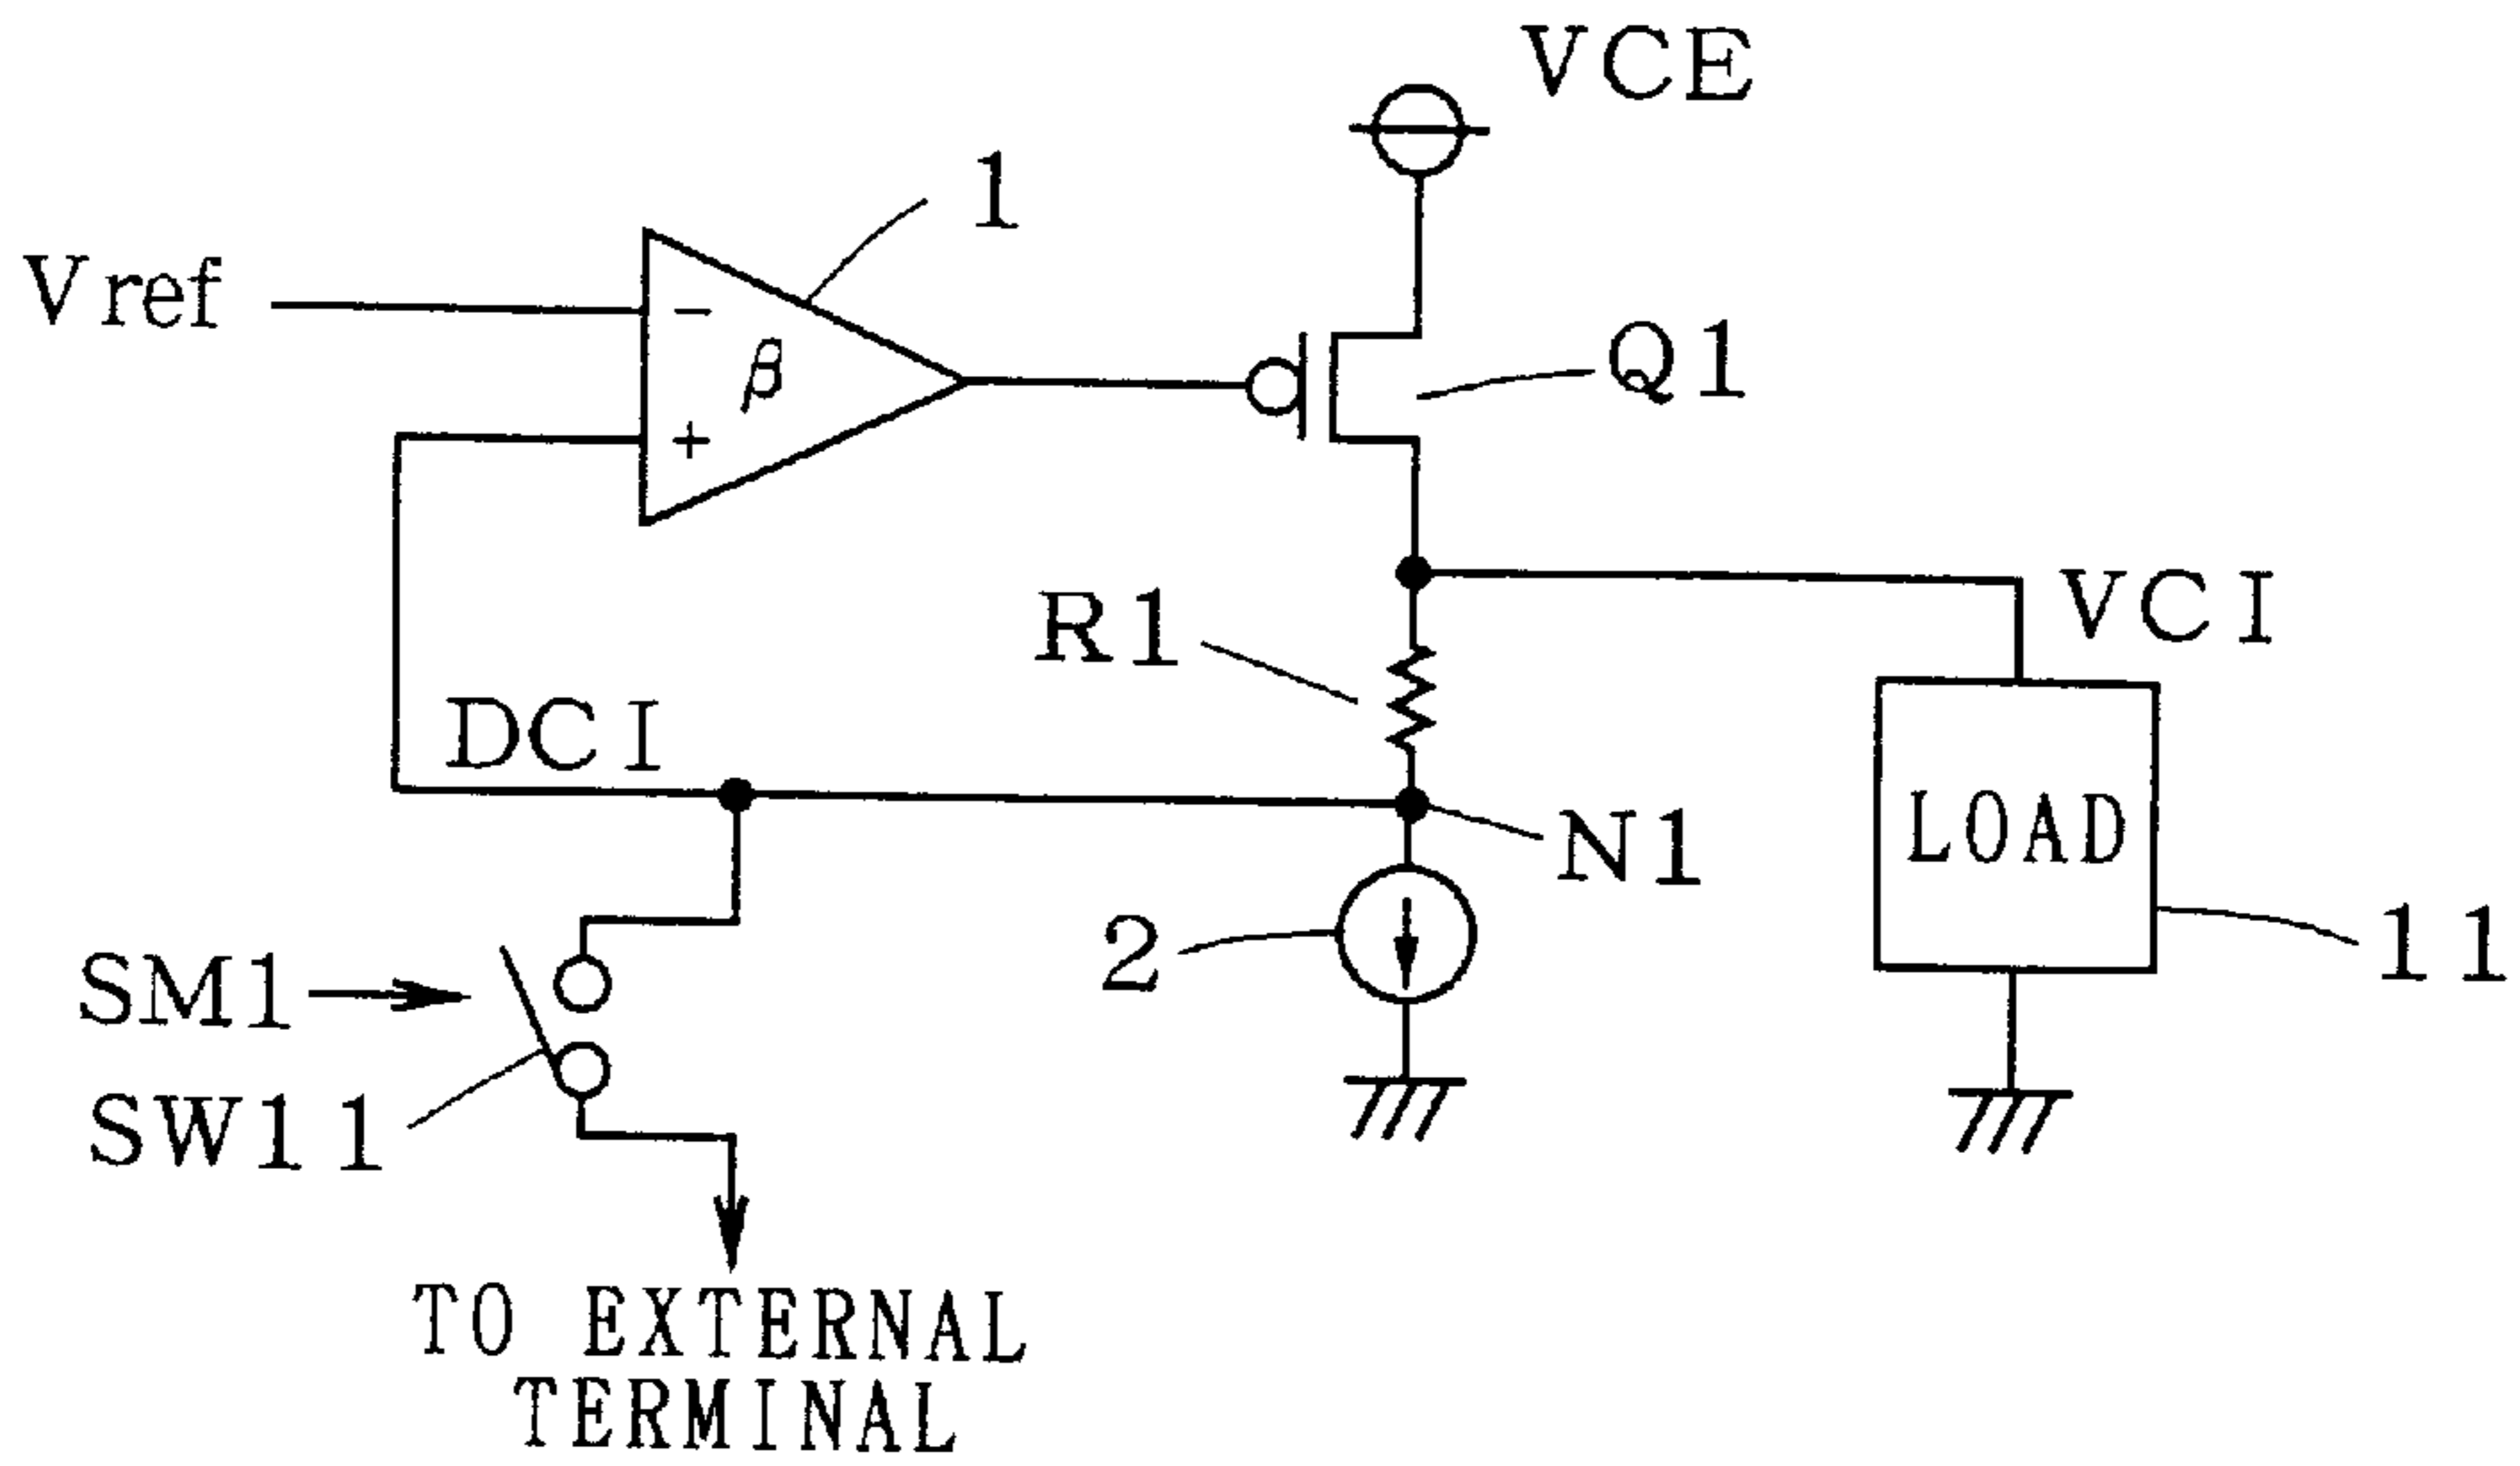 VCE
1
Vref
-
β
+
Q1
R1
VCI
DCI
LOAD
N1
2
11
SM1
SW11
TO EXTERNAL
TERMINAL